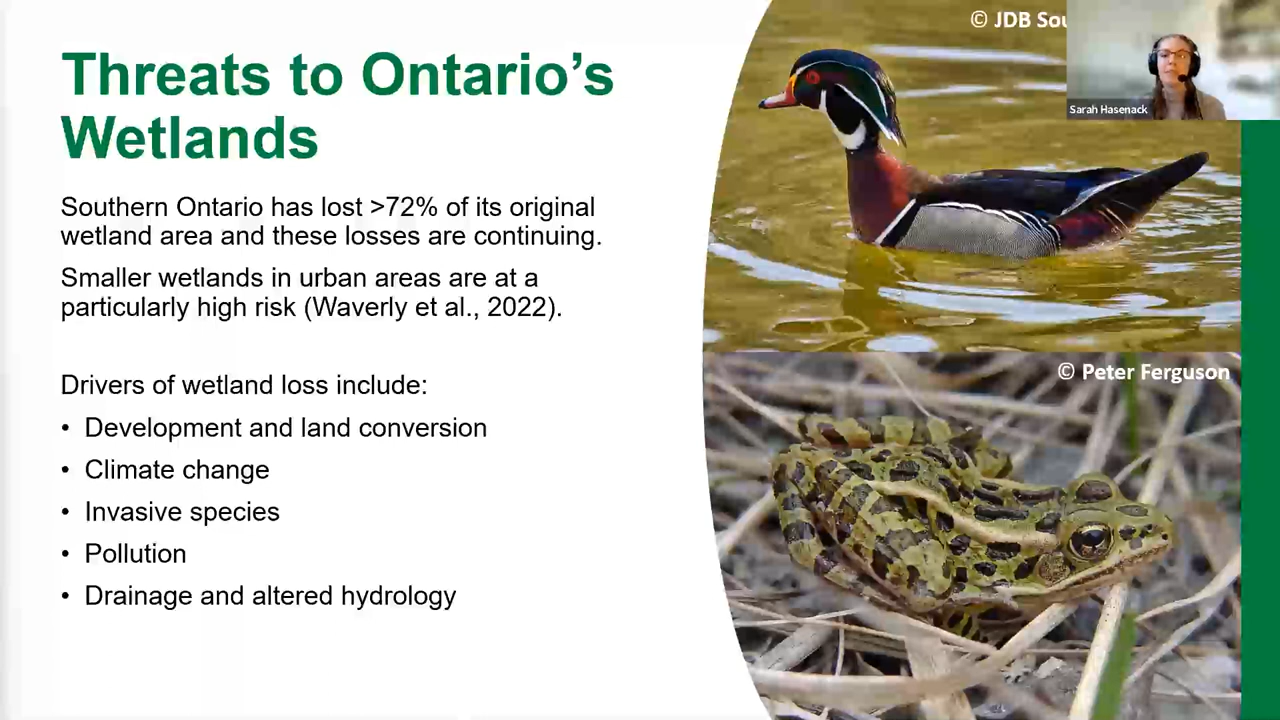 Threats to Ontario’s
Wetlands
Southern Ontario has lost >72% of its original
wetland area and these losses are continuing.
Smaller wetlands in urban areas are at a
particularly high risk (Waverly et al., 2022).
Drivers of wetland loss include:
• Development and land conversion
• Climate change
• Invasive species
• Pollution
• Drainage and altered hydrology
© JDB
Sarah Hasenack
© Peter Ferguson